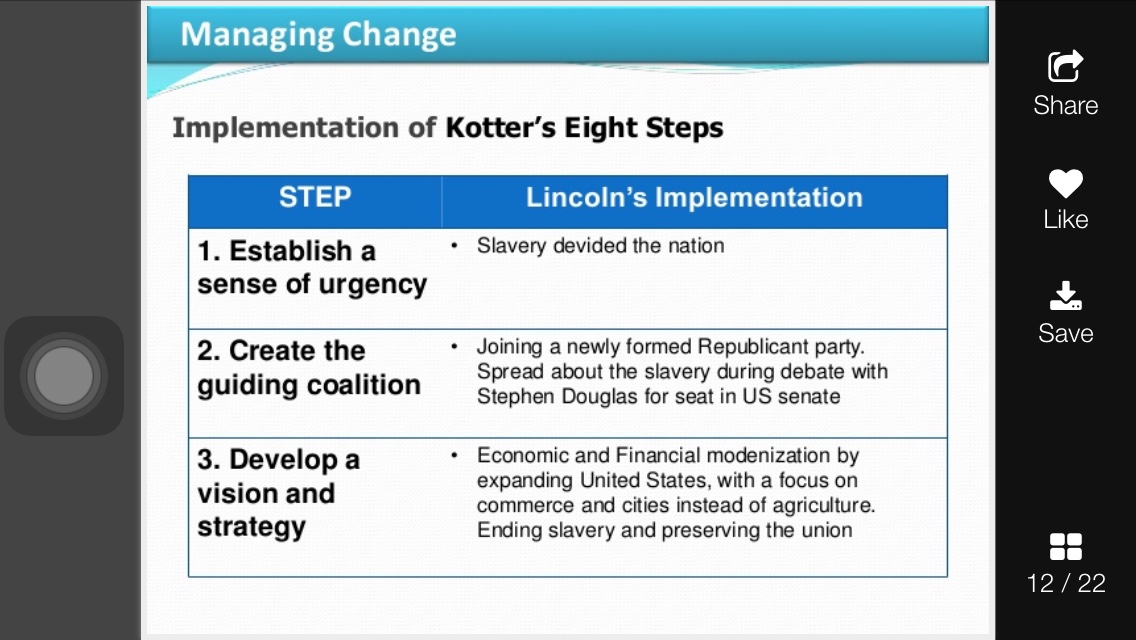 Managing Change
Implementation of Kotter's Eight Steps
STEP
Lincoln's Implementation
1. Establish a
sense of urgency
• Slavery devided the nation
2. Create the
guiding coalition
• Joining a newly formed Republicant party.
Spread about the slavery during debate with
Stephen Douglas for seat in US senate
3. Develop a
vision and
strategy
• Economic and Financial modenization by
expanding United States, with a focus on
commerce and cities instead of agriculture.
Ending slavery and preserving the union
Share
Like
Save
12 / 22